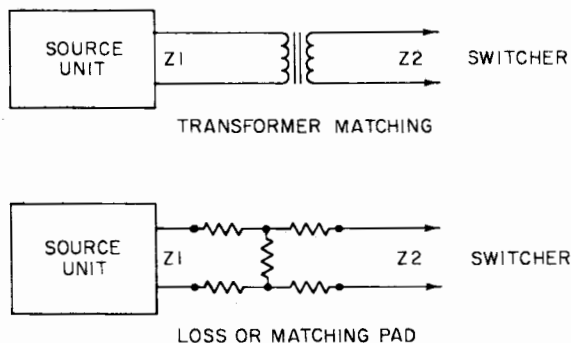 SOURCE
UNIT
Z1
Z2
SWITCHER
TRANSFORMER MATCHING
SOURCE
UNIT
Z1
Z2
SWITCHER
LOSS OR MATCHING PAD